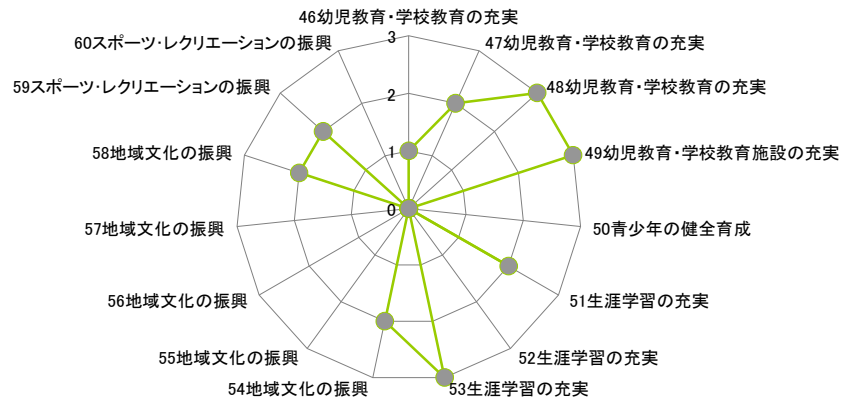 46幼児教育・学校教育の充実
47幼児教育・学校教育の充実
48幼児教育・学校教育の充実
49幼児教育・学校教育施設の充実
50青少年の健全育成
51生涯学習の充実
52生涯学習の充実
53生涯学習の充実
54地域文化の振興
55地域文化の振興
56地域文化の振興
57地域文化の振興
58地域文化の振興
59スポーツ・レクリエーションの振興
60スポーツ・レクリエーションの振興
3
2
1
0